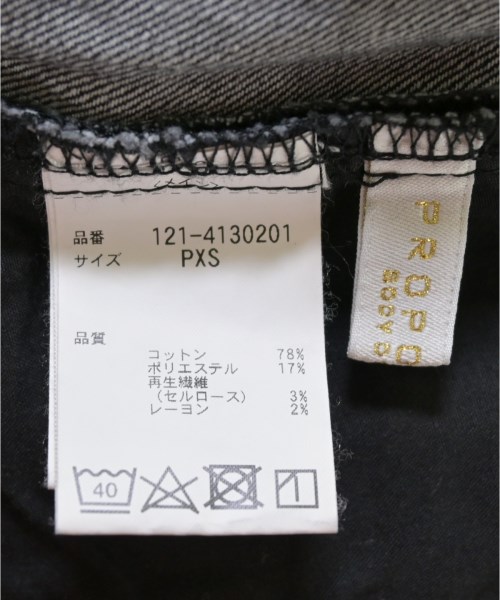 品番 121-4130201
サイズ PXS
品質
コットン 78%
ポリエステル 17%
再生繊維
(セルロース) 3%
レーヨン 2%
40
PROPO
BODYD